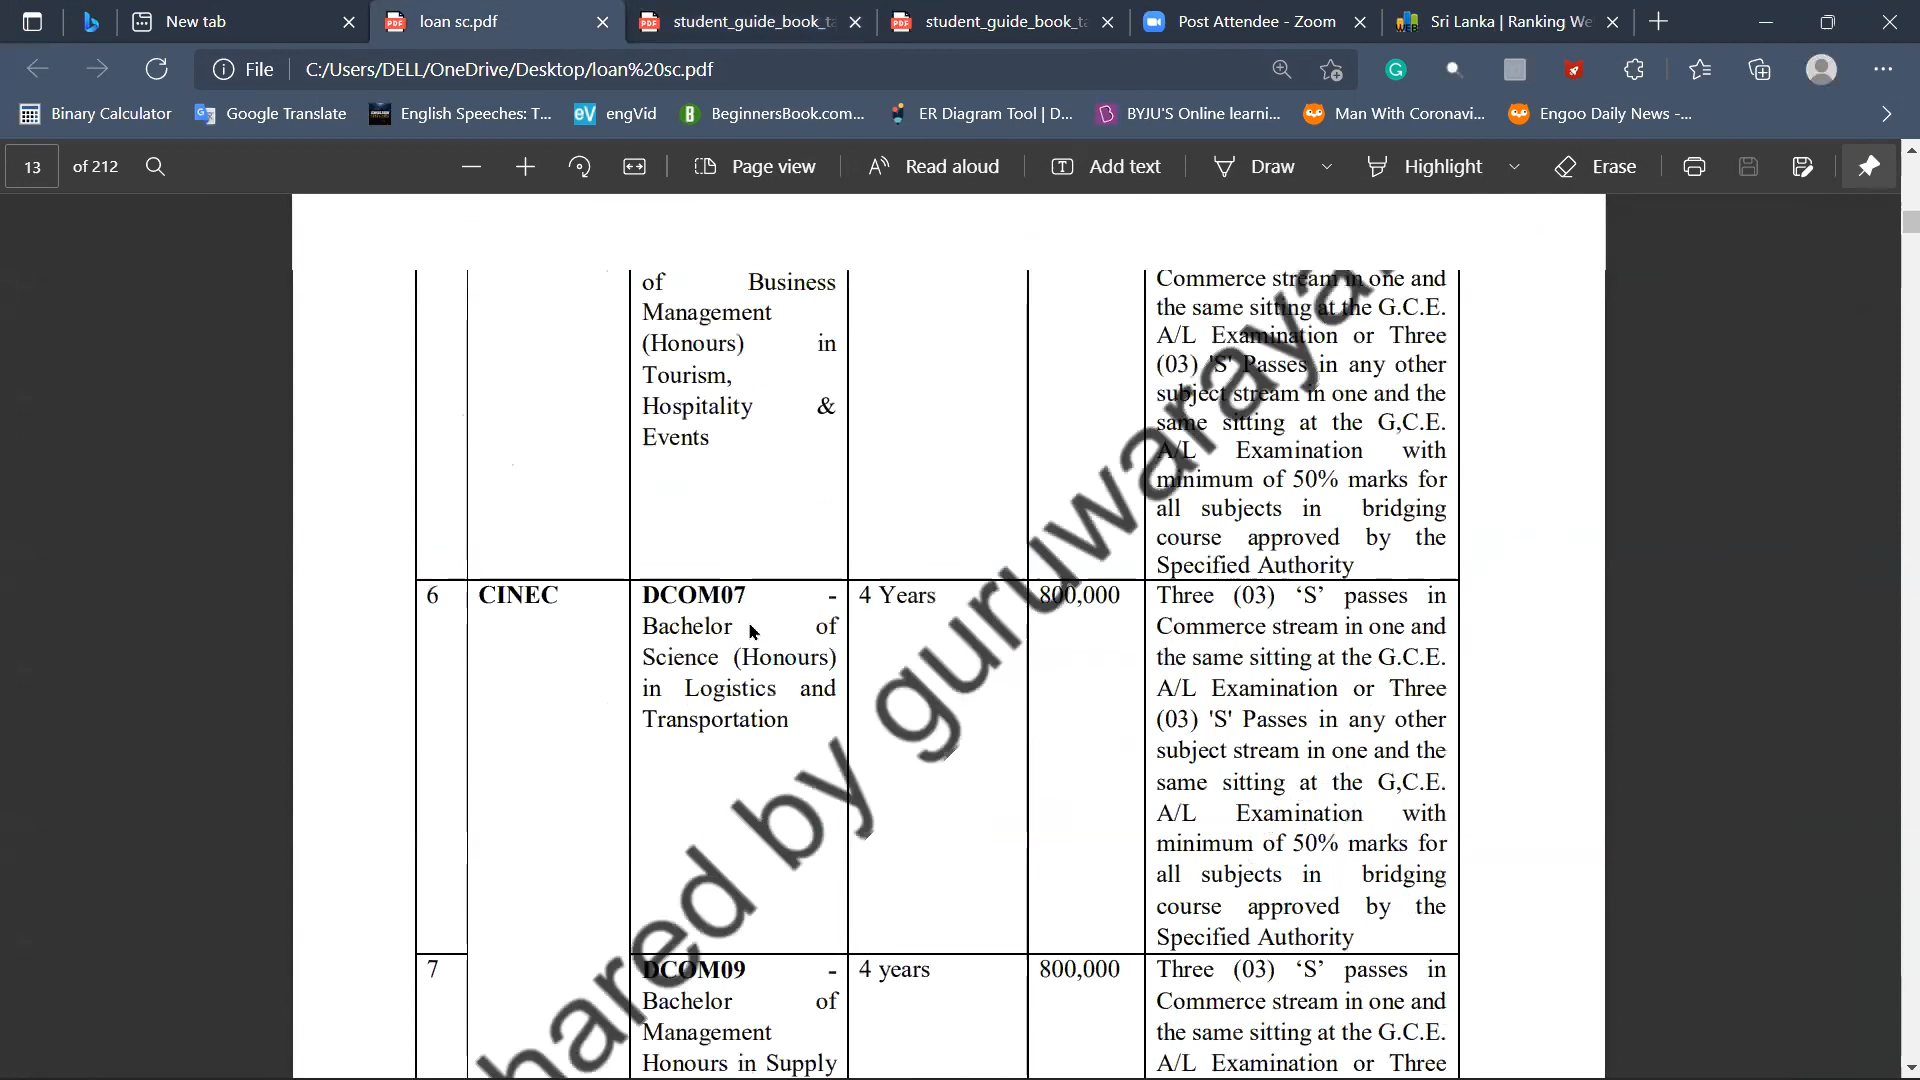 New tab
loan sc.pdf
student_guide_book_ta
student_guide_book_ta
Post Attendee - Zoom
Sri Lanka | Ranking We
File
C:/Users/DELL/OneDrive/Desktop/loan%20sc.pdf
Binary Calculator
Google Translate
English Speeches: T...
engVid
BeginnersBook.com...
ER Diagram Tool | D...
BYJU'S Online learni...
Man With Coronavi...
Engoo Daily News -...
13 of 212
Page view
Read aloud
Add text
Draw
Highlight
Erase
of Business
Management
(Honours) in
Tourism,
Hospitality &
Events
Commerce stream in one and
the same sitting at the G.C.E.
A/L Examination or Three
(03) 'S' Passes in any other
subject stream in one and the
same sitting at the G,C.E.
A/L Examination with
minimum of 50% marks for
all subjects in bridging
course approved by the
Specified Authority
6
CINEC
DCOM07 -
Bachelor of
Science (Honours)
in Logistics and
Transportation
4 Years
800,000
Three (03) ‘S’ passes in
Commerce stream in one and
the same sitting at the G.C.E.
A/L Examination or Three
(03) 'S' Passes in any other
subject stream in one and the
same sitting at the G,C.E.
A/L Examination with
minimum of 50% marks for
all subjects in bridging
course approved by the
Specified Authority
7
DCOM09 -
Bachelor of
Management
Honours in Supply
4 years
800,000
Three (03) ‘S’ passes in
Commerce stream in one and
the same sitting at the G.C.E.
A/L Examination or Three
hared by guruwaraya